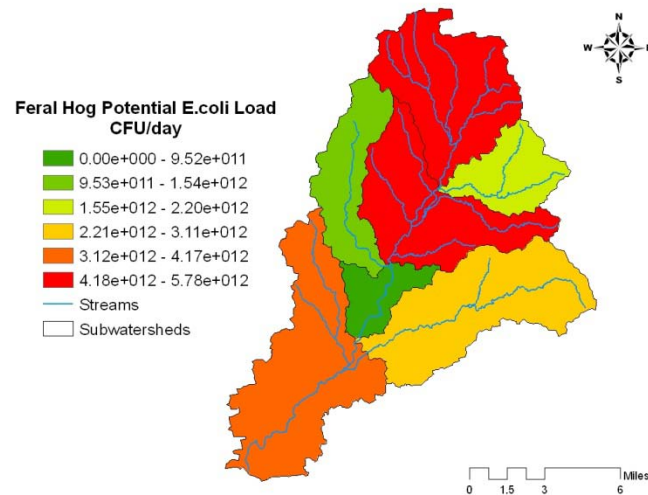 N
W
E
S
Feral Hog Potential E.coli Load
CFU/day
0.00e+000 - 9.52e+011
9.53e+011 - 1.54e+012
1.55e+012 - 2.20e+012
2.21e+012 - 3.11e+012
3.12e+012 - 4.17e+012
4.18e+012 - 5.78e+012
Streams
Subwatersheds
Miles
0 1.5 3 6